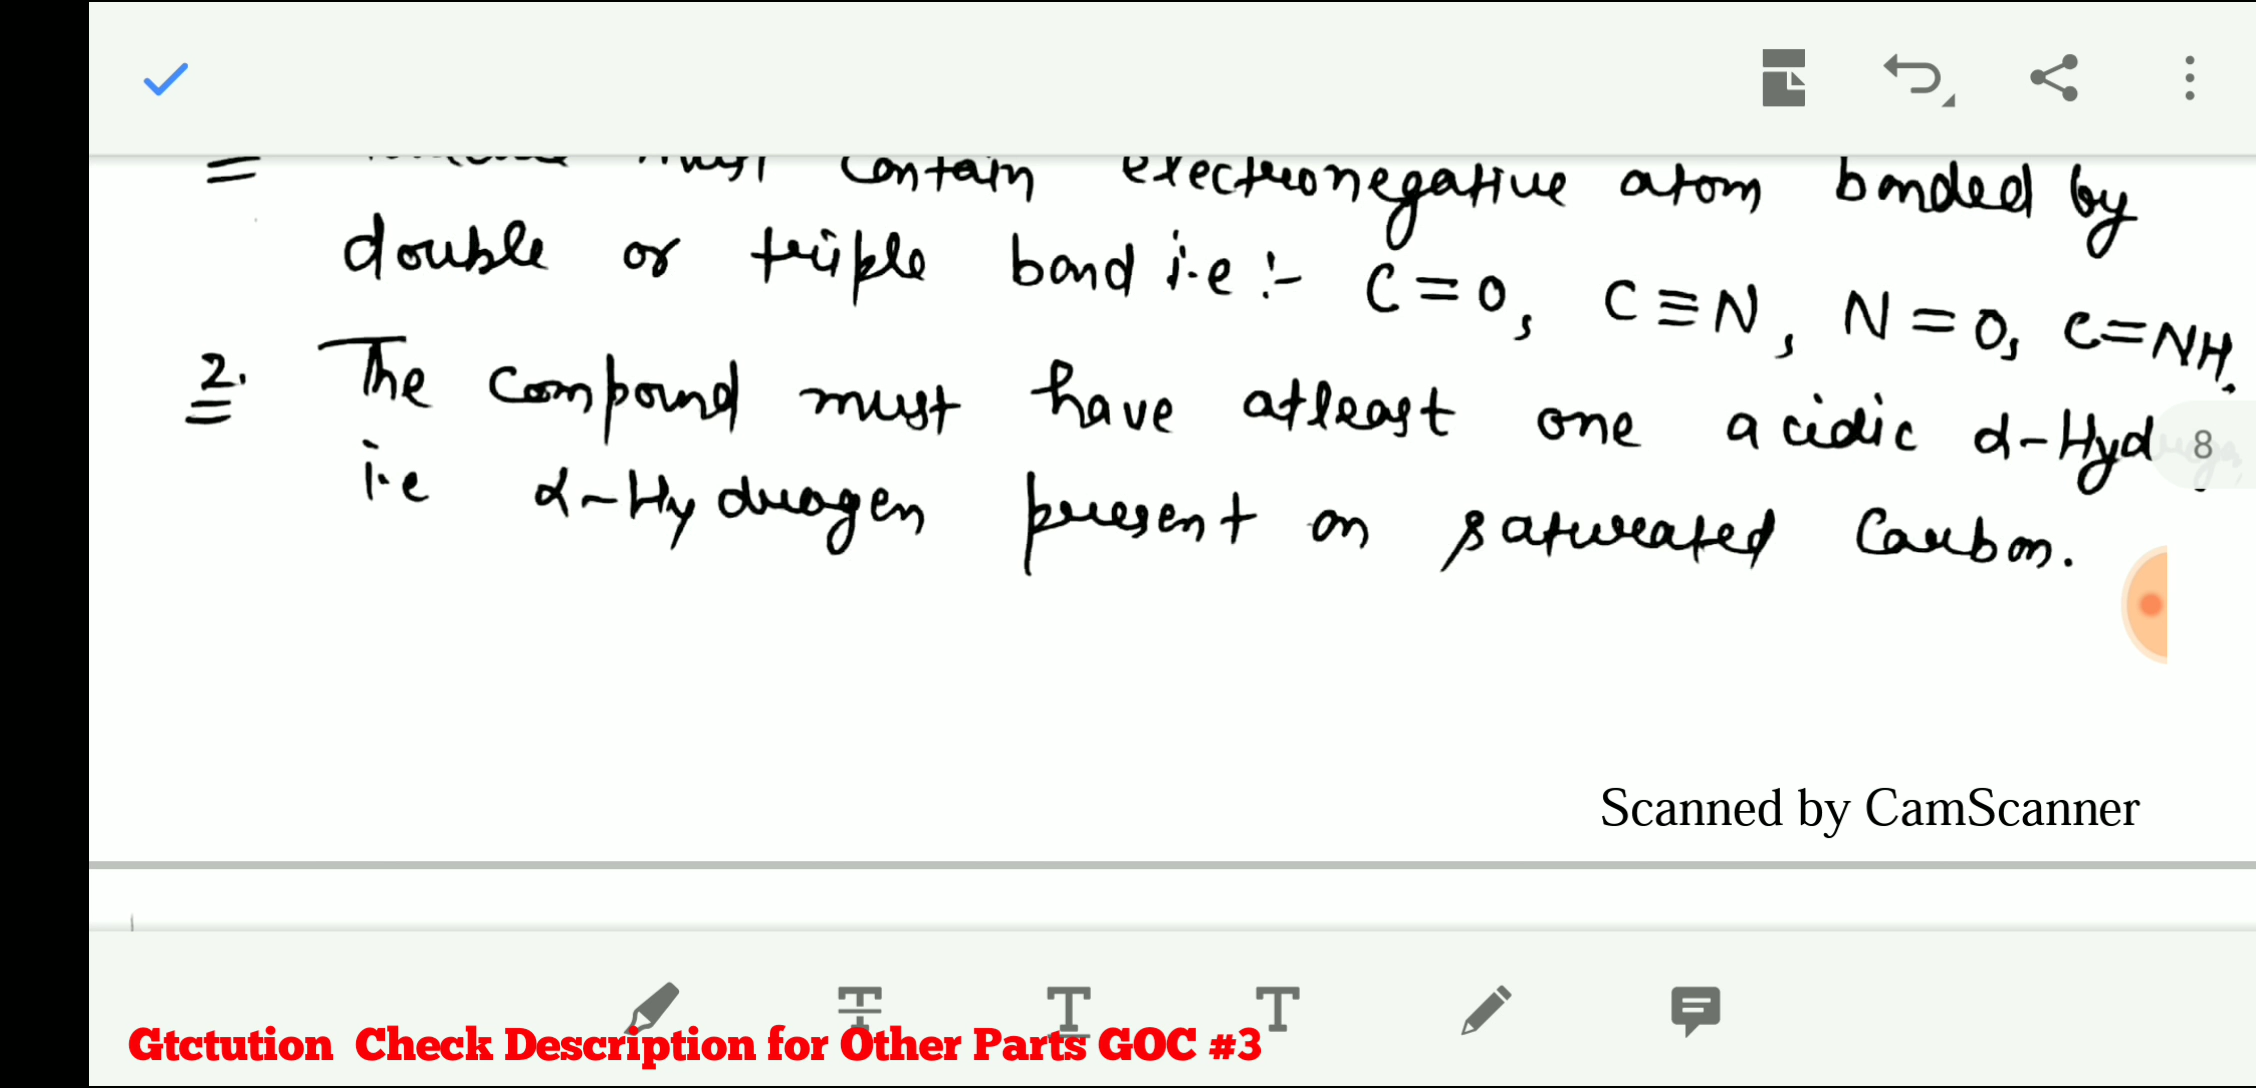 must contain electronegative atom bonded by
double or triple bond i.e :- C=O, C≡N, N=O, C=NH.
2. The compound must have atleast one acidic α-Hyd
8
i.e α-Hydrogen present on saturated Carbon.
Scanned by CamScanner
Gtctution Check Description for Other Parts GOC #3